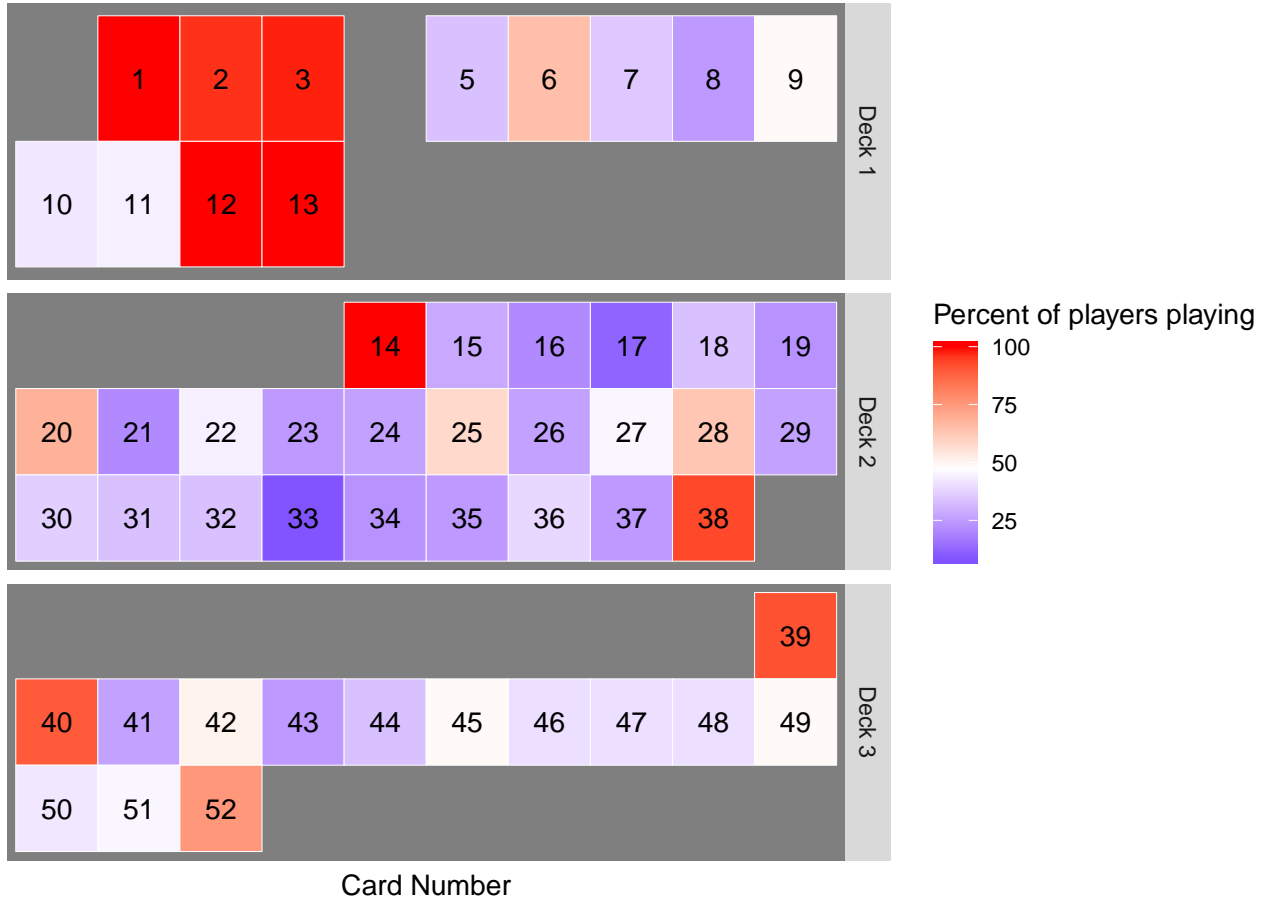 1 2 3 5 6 7 8 9
10 11 12 13
Deck 1
14 15 16 17 18 19
20 21 22 23 24 25 26 27 28 29
30 31 32 33 34 35 36 37 38
Deck 2
39
40 41 42 43 44 45 46 47 48 49
50 51 52
Deck 3
Card Number
Percent of players playing
100
75
50
25